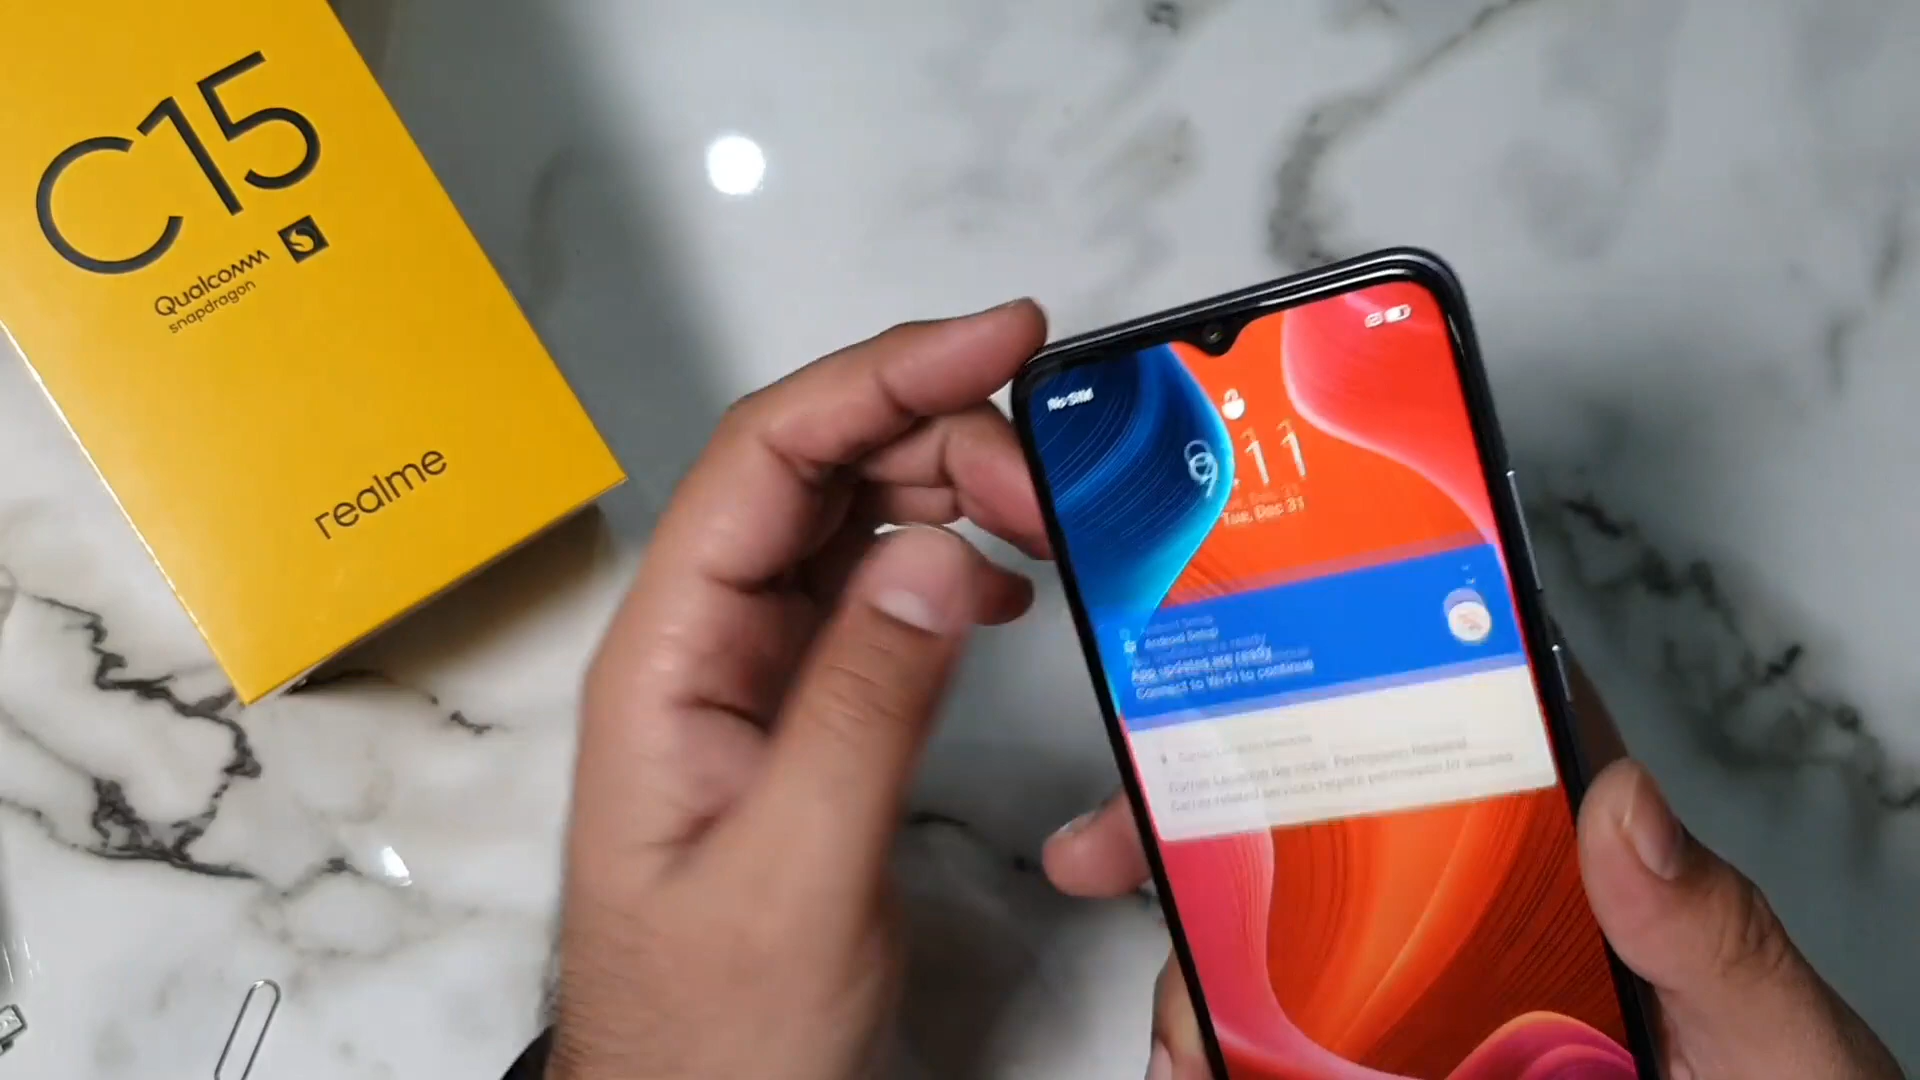 C15
Qualcomm
snapdragon
realme
No SIM
9:11
Tue, Dec 31
Android Setup
App updates are ready
Connect to Wi-Fi to continue